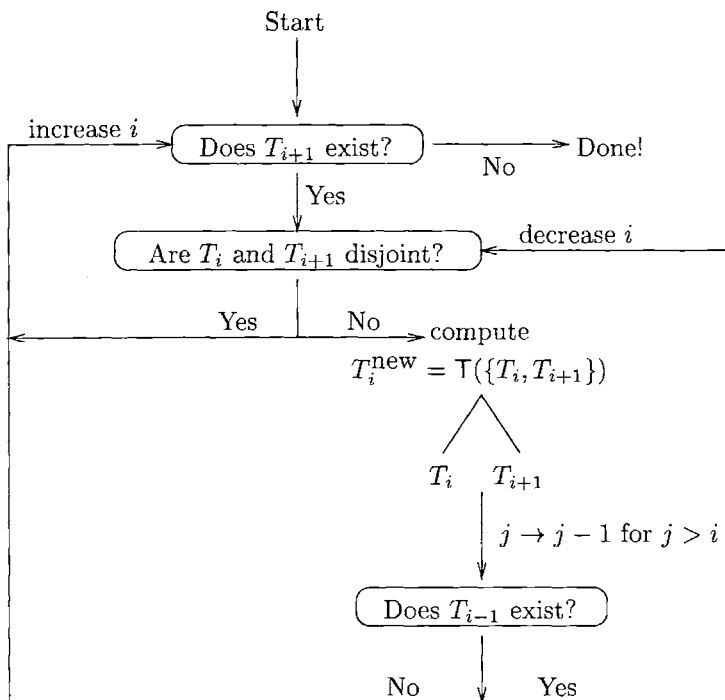 Start
increase i
Does T_{i+1} exist?
Done!
No
Yes
Are T_i and T_{i+1} disjoint?
decrease i
Yes
No
compute
T_i^{new} = T({T_i, T_{i+1}})
T_i
T_{i+1}
j → j − 1 for j > i
Does T_{i−1} exist?
No
Yes